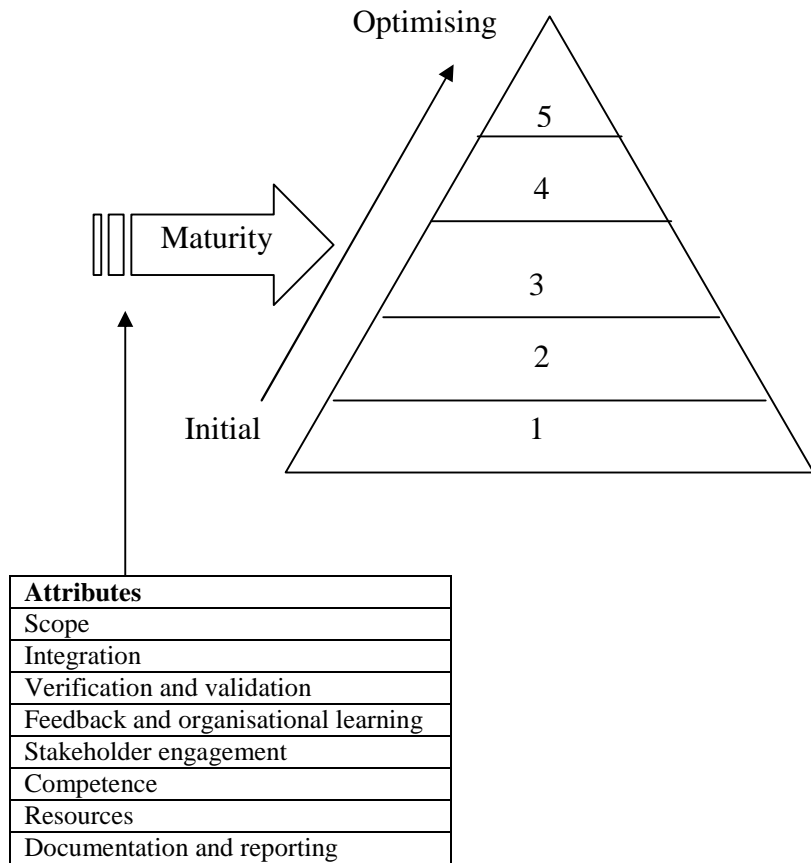 Optimising
5
4
Maturity
3
2
Initial
1
Attributes
Scope
Integration
Verification and validation
Feedback and organisational learning
Stakeholder engagement
Competence
Resources
Documentation and reporting